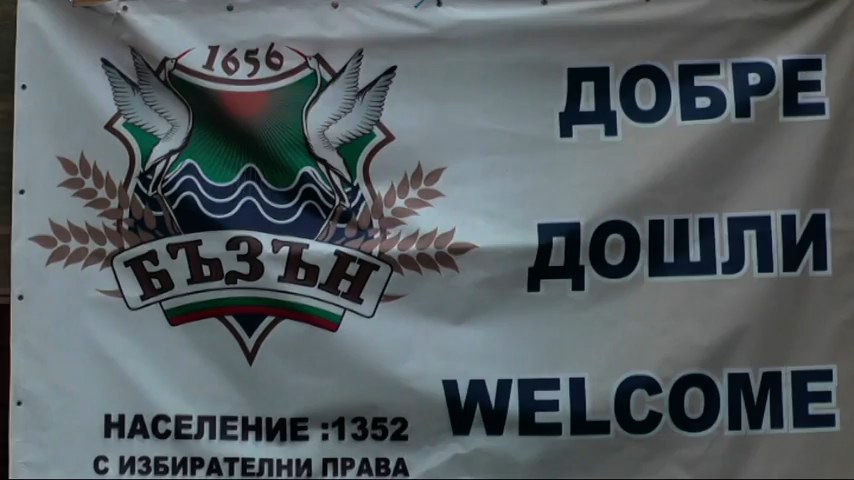 1656
БЪЗЪН
ДОБРЕ
ДОШЛИ
WELCOME
НАСЕЛЕНИЕ :1352
С ИЗБИРАТЕЛНИ ПРАВА